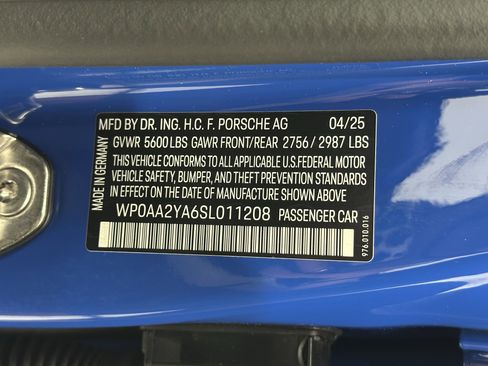 MFD BY DR. ING. H.C. F. PORSCHE AG 04/25
GVWR 5600LBS GAWR FRONT/REAR 2756/2987 LBS
THIS VEHICLE CONFORMS TO ALL APPLICABLE U.S.FEDERAL MOTOR
VEHICLE SAFETY, BUMPER, AND THEFT PREVENTION STANDARDS
IN EFFECT ON THE DATE OF MANUFACTURE SHOWN ABOVE.
WP0AA2YA6SL011208 PASSENGER CAR
MADE IN GERMANY
976.010.016